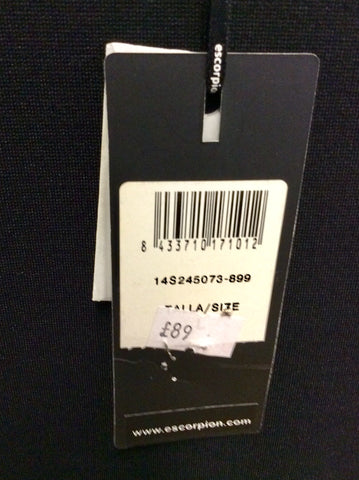 escorpion
8 433710 171012
14S245073-899
TALLA/SIZE
£89
www.escorpion.com